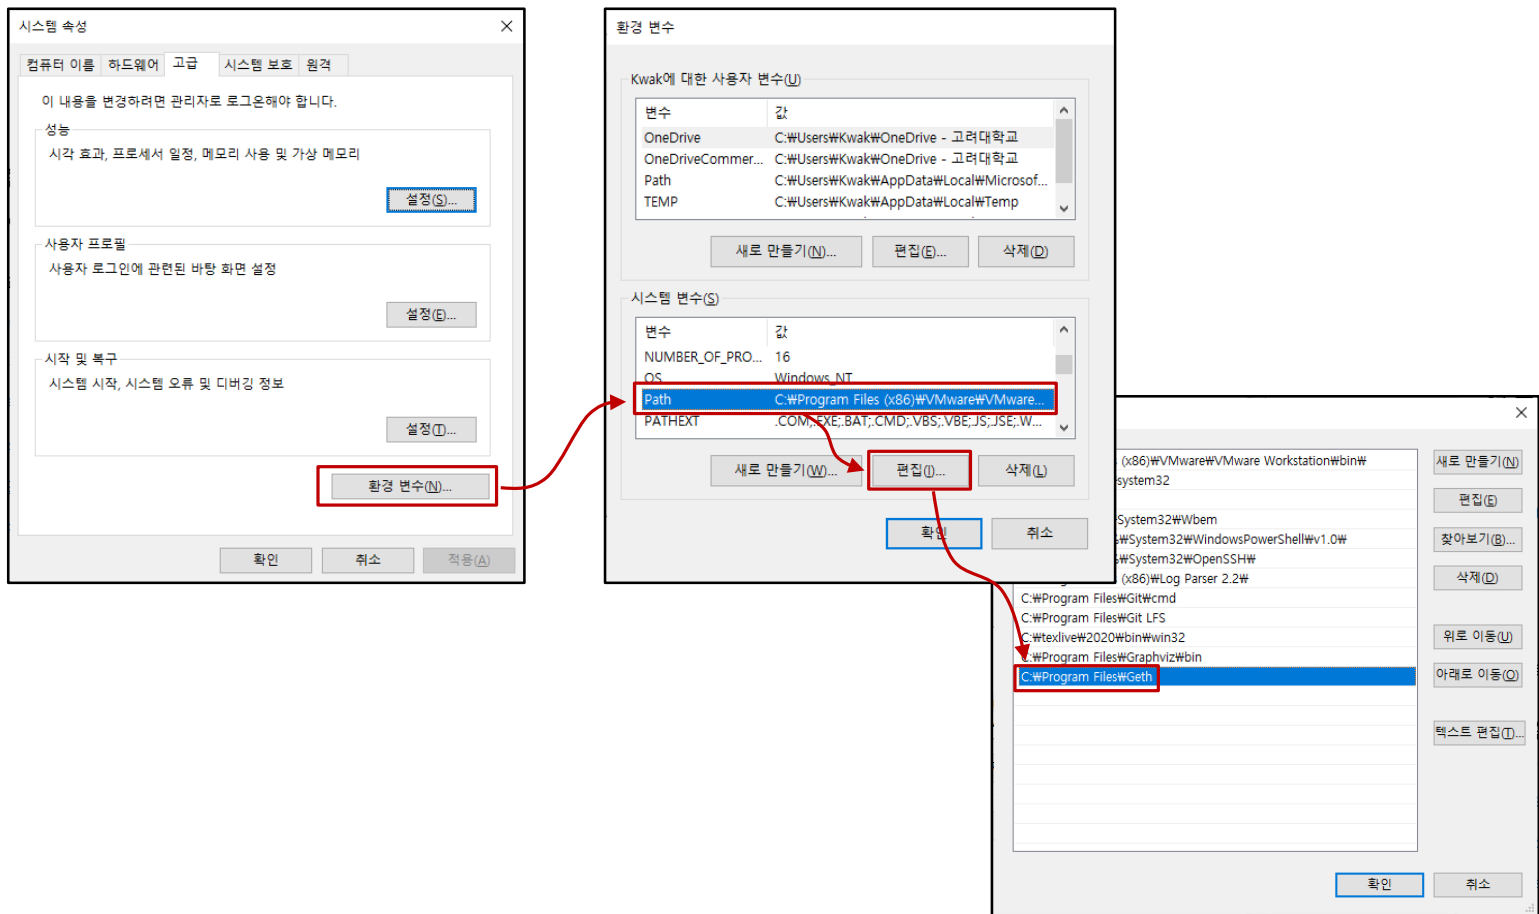 시스템 속성
컴퓨터 이름 하드웨어 고급 시스템 보호 원격
이 내용을 변경하려면 관리자로 로그온해야 합니다.
성능
시각 효과, 프로세서 일정, 메모리 사용 및 가상 메모리
설정(S)...
사용자 프로필
사용자 로그인에 관련된 바탕 화면 설정
설정(E)...
시작 및 복구
시스템 시작, 시스템 오류 및 디버깅 정보
설정(T)...
환경 변수(N)...
확인 취소 적용(A)
환경 변수
Kwak에 대한 사용자 변수(U)
변수 값
OneDrive C:₩Users₩Kwak₩OneDrive - 고려대학교
OneDriveCommer... C:₩Users₩Kwak₩OneDrive - 고려대학교
Path C:₩Users₩Kwak₩AppData₩Local₩Microsof...
TEMP C:₩Users₩Kwak₩AppData₩Local₩Temp
새로 만들기(N)... 편집(E)... 삭제(D)
시스템 변수(S)
변수 값
NUMBER_OF_PRO... 16
OS Windows_NT
Path C:₩Program Files (x86)₩VMware₩VMware...
PATHEXT .COM;.EXE;.BAT;.CMD;.VBS;.VBE;.JS;.JSE;.W...
새로 만들기(W)... 편집(I)... 삭제(L)
확인 취소
(x86)₩VMware₩VMware Workstation₩bin₩
system32
System32₩Wbem
₩System32₩WindowsPowerShell₩v1.0₩
₩System32₩OpenSSH₩
(x86)₩Log Parser 2.2₩
C:₩Program Files₩Git₩cmd
C:₩Program Files₩Git LFS
C:₩texlive₩2020₩bin₩win32
C:₩Program Files₩Graphviz₩bin
C:₩Program Files₩Geth
새로 만들기(N)
편집(E)
찾아보기(B)...
삭제(D)
위로 이동(U)
아래로 이동(O)
텍스트 편집(T)...
확인 취소